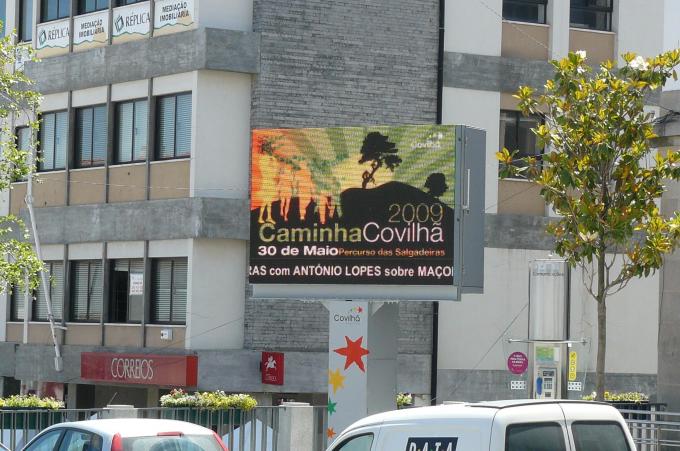 RÉPLICA
MEDIAÇÃO
IMOBILIÁRIA
RÉPLICA
MEDIAÇÃO
IMOBILIÁRIA
Covilhã
2009
CaminhaCovilhã
30 de Maio Percurso das Salgadeiras
RAS com ANTÓNIO LOPES sobre MAÇO
Covilhã
CORREIOS
DATA